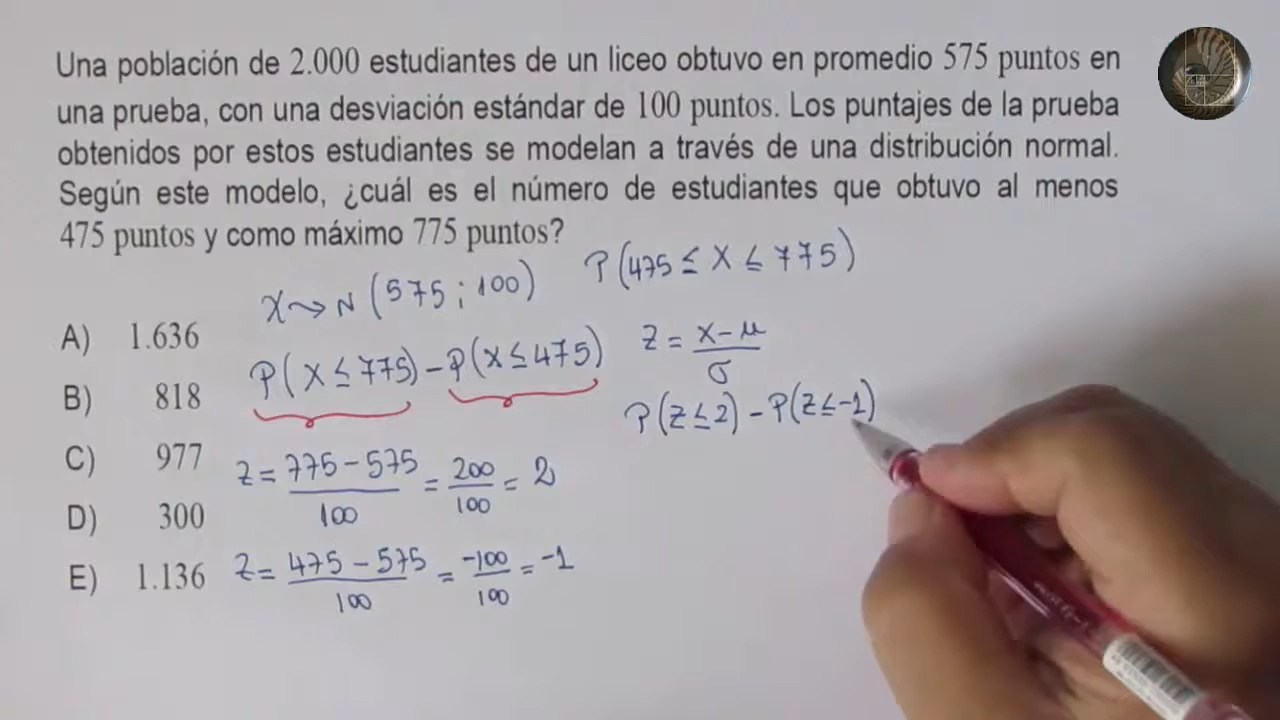 Una población de 2.000 estudiantes de un liceo obtuvo en promedio 575 puntos en
una prueba, con una desviación estándar de 100 puntos. Los puntajes de la prueba
obtenidos por estos estudiantes se modelan a través de una distribución normal.
Según este modelo, ¿cuál es el número de estudiantes que obtuvo al menos
475 puntos y como máximo 775 puntos?
P(475 ≤ X ≤ 775)
X ⤳ N (575 ; 100)
A) 1.636
P(X ≤ 775) - P(X ≤ 475)
Z = X - μ / σ
B) 818
P(Z ≤ 2) - P(Z ≤ -1)
C) 977
Z = 775 - 575 / 100 = 200 / 100 = 2
D) 300
E) 1.136
Z = 475 - 575 / 100 = -100 / 100 = -1